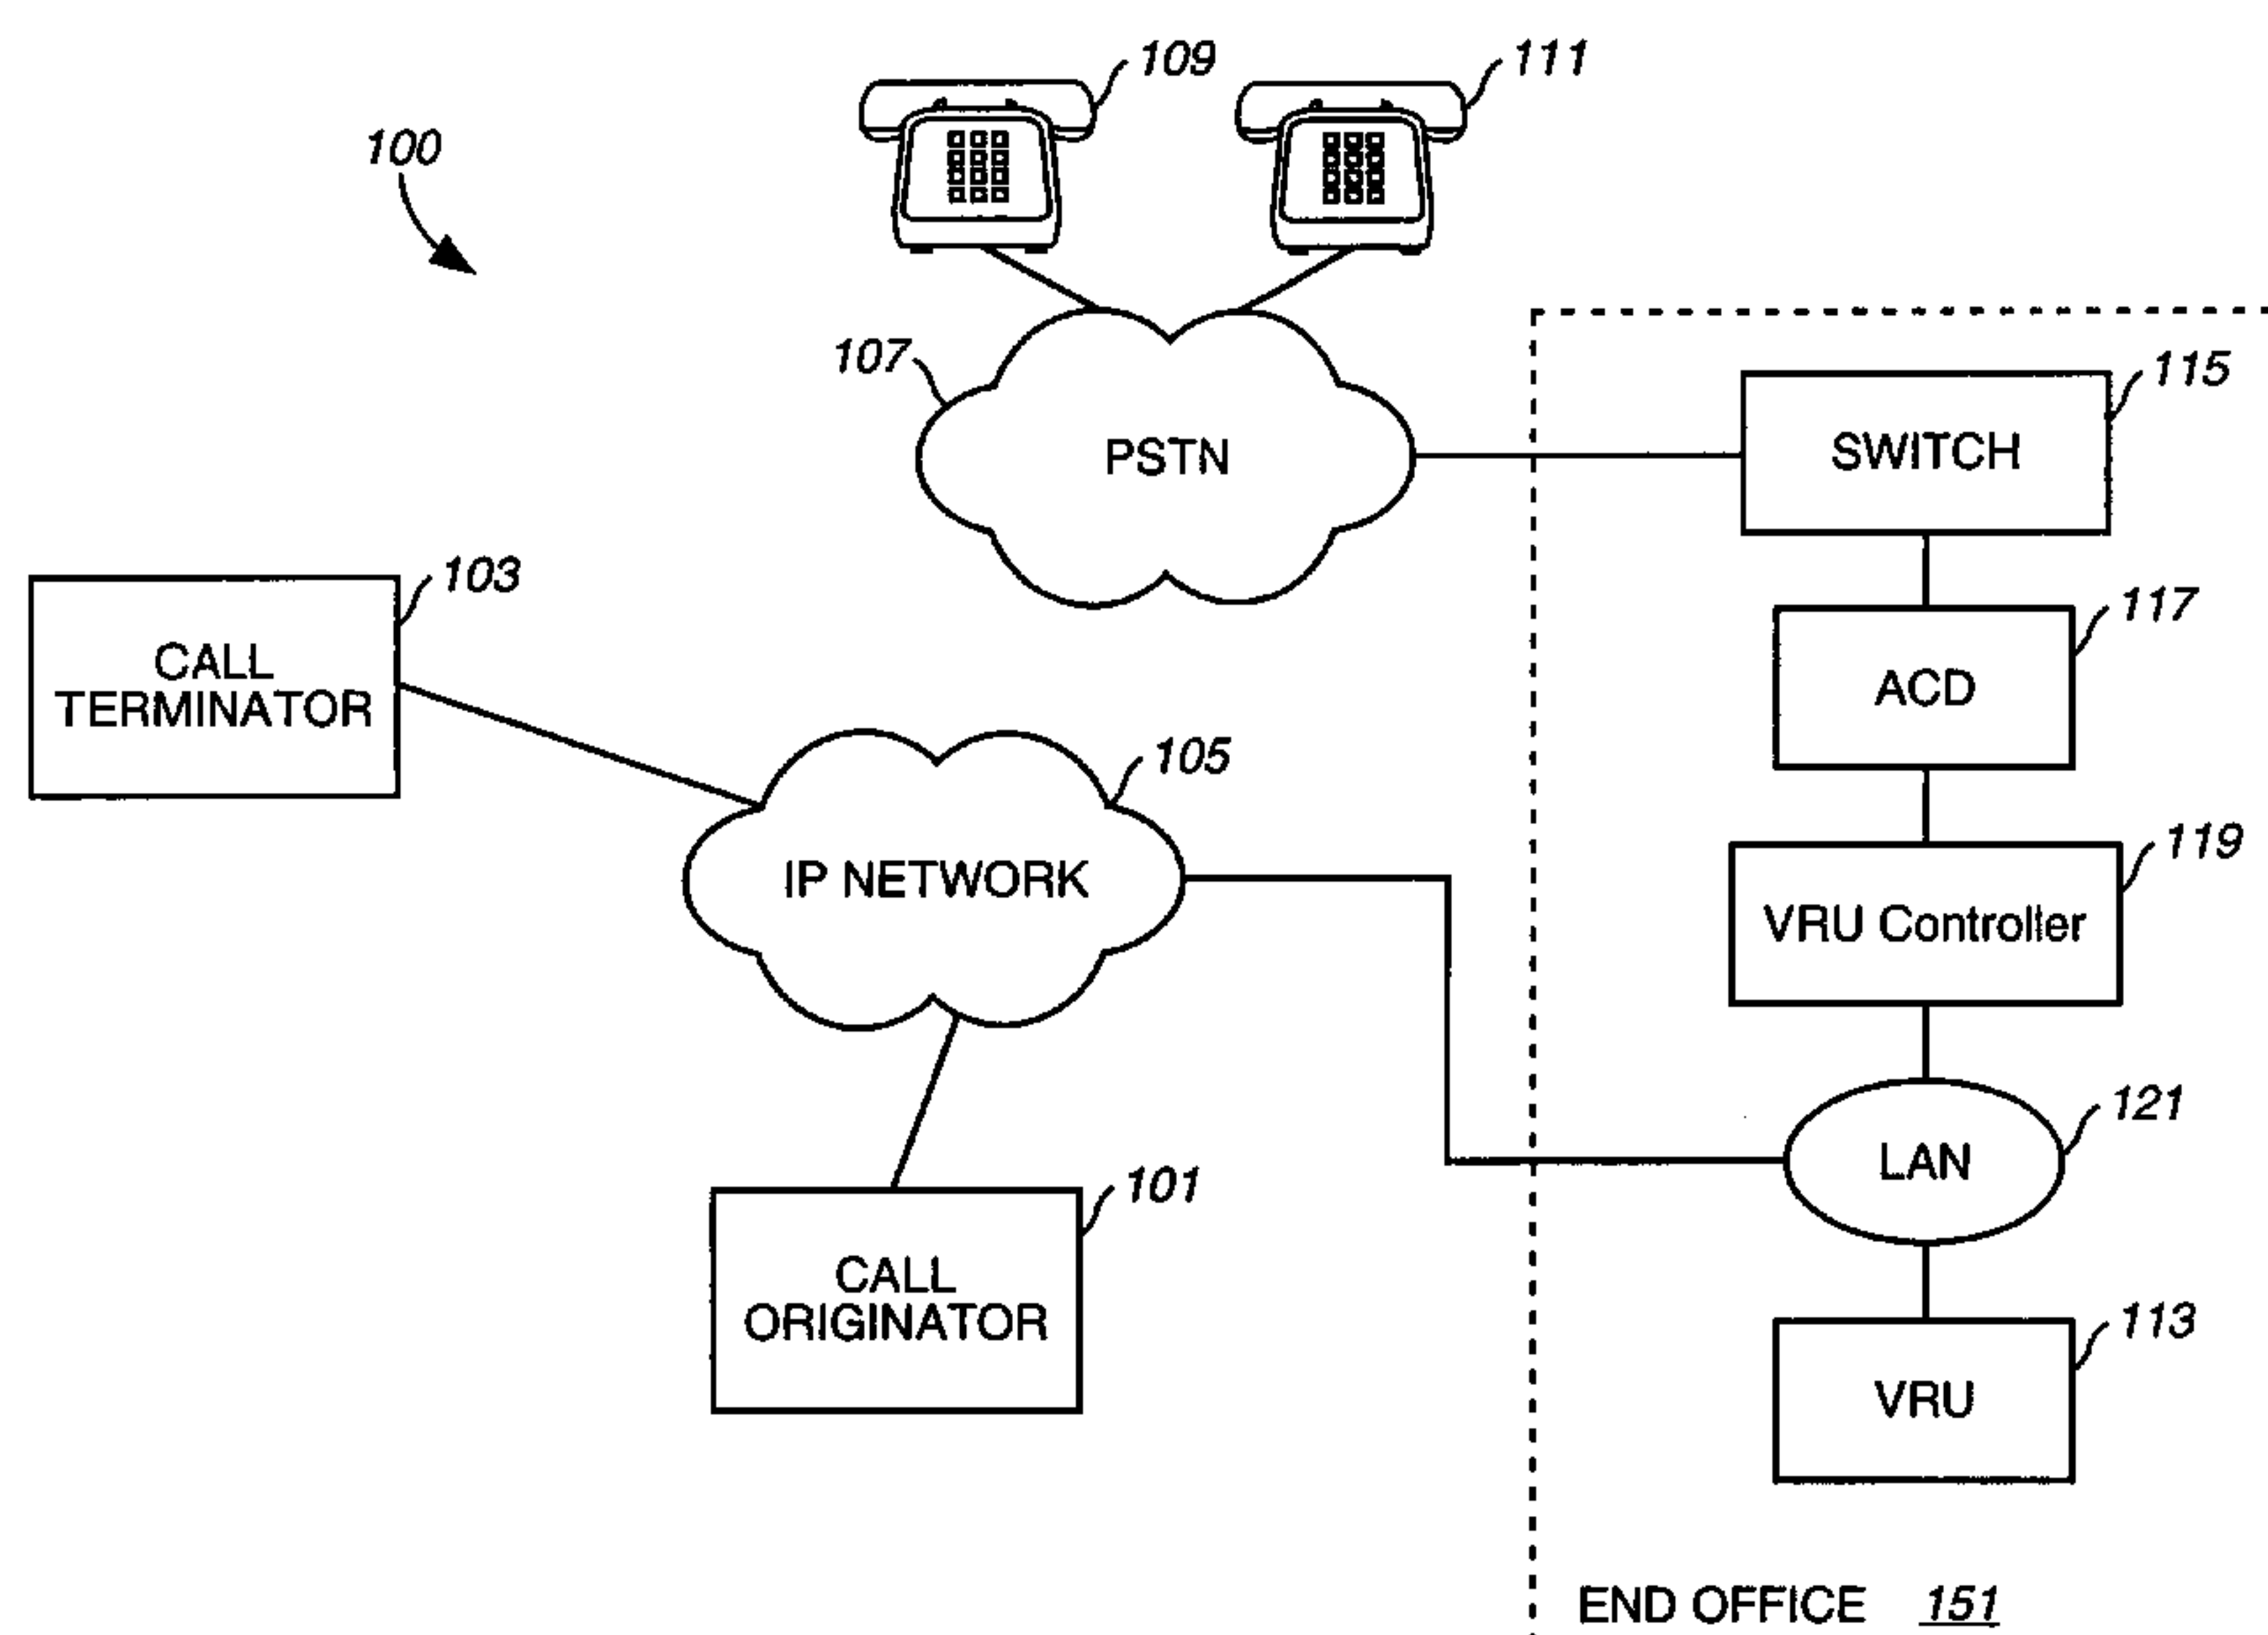 109
111
100
107
PSTN
115
SWITCH
103
CALL
TERMINATOR
117
ACD
105
IP NETWORK
119
VRU Controller
121
LAN
101
CALL
ORIGINATOR
113
VRU
END OFFICE 151